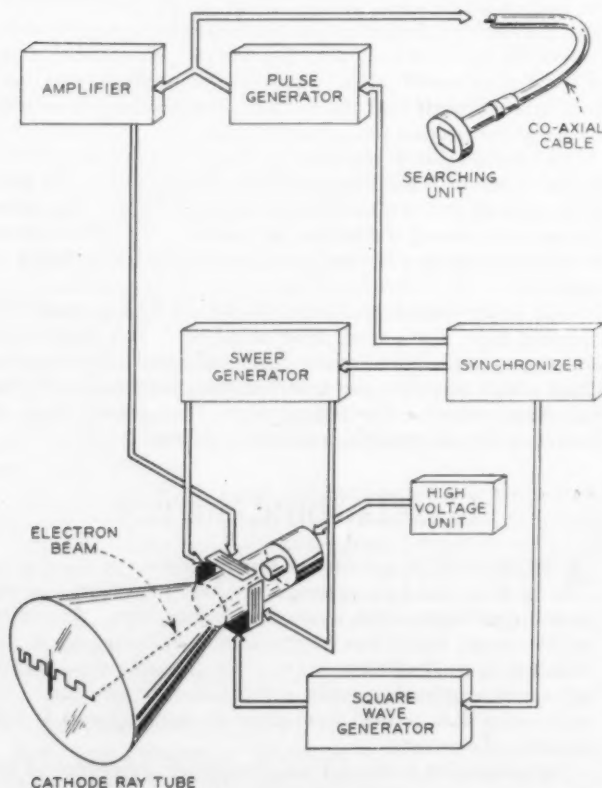 AMPLIFIER
PULSE
GENERATOR
CO-AXIAL
CABLE
SEARCHING
UNIT
SWEEP
GENERATOR
SYNCHRONIZER
HIGH
VOLTAGE
UNIT
ELECTRON
BEAM
SQUARE
WAVE
GENERATOR
CATHODE RAY TUBE